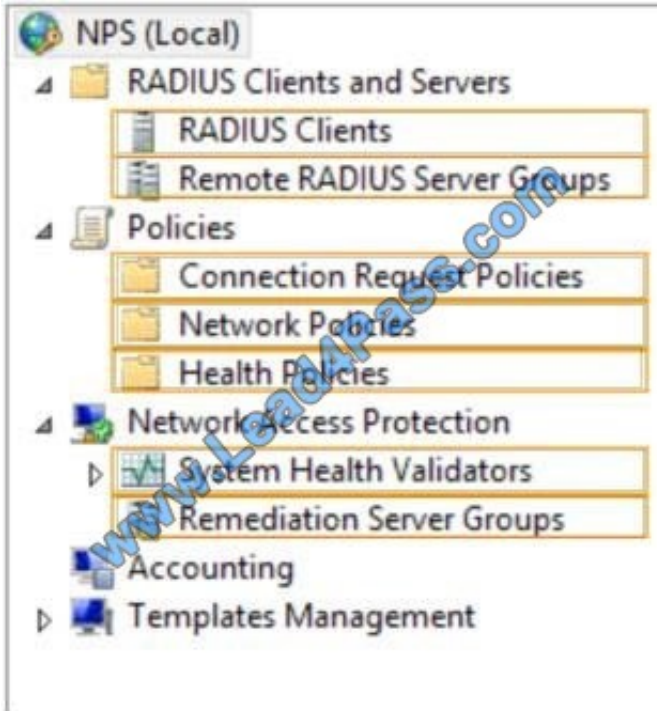 NPS (Local)
RADIUS Clients and Servers
RADIUS Clients
Remote RADIUS Server Groups
Policies
Connection Request Policies
Network Policies
Health Policies
Network Access Protection
System Health Validators
Remediation Server Groups
Accounting
Templates Management
www.Lead4Pass.com